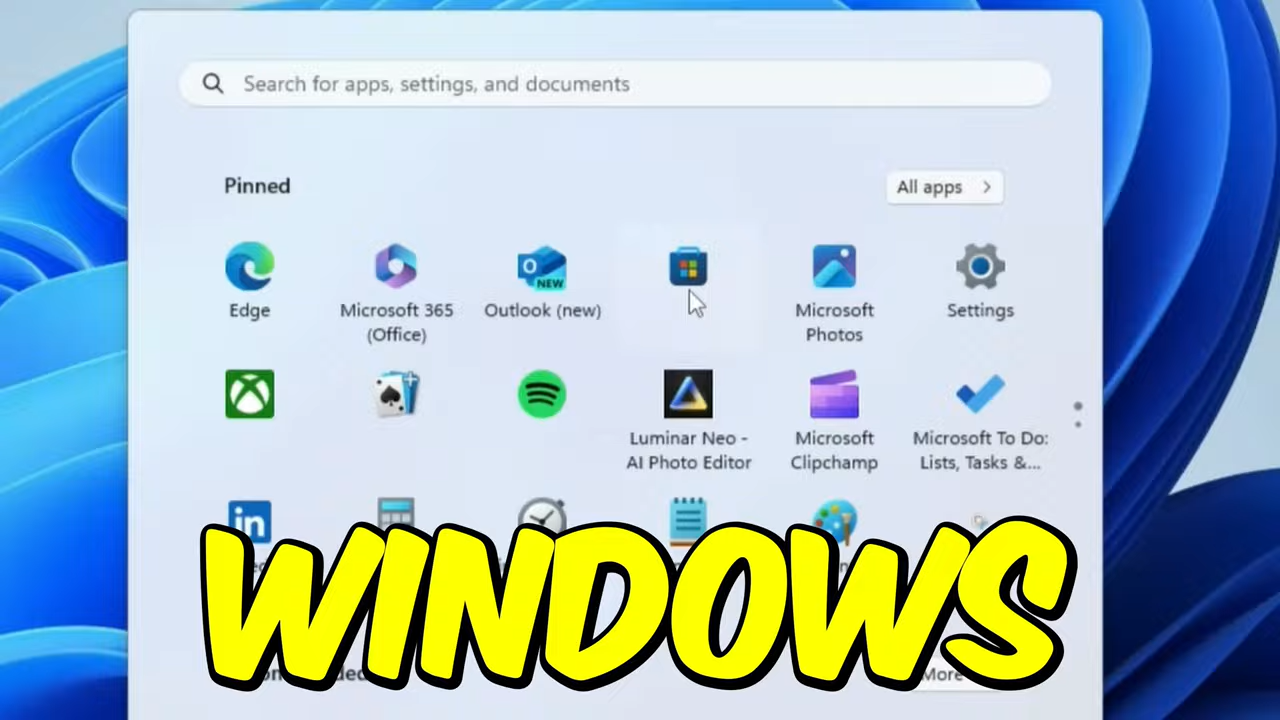 Search for apps, settings, and documents
Pinned
All apps
Edge
Microsoft 365
(Office)
Outlook (new)
NEW
Microsoft
Photos
Settings
Luminar Neo -
AI Photo Editor
Microsoft
Clipchamp
Microsoft To Do:
Lists, Tasks &...
in
WINDOWS
More